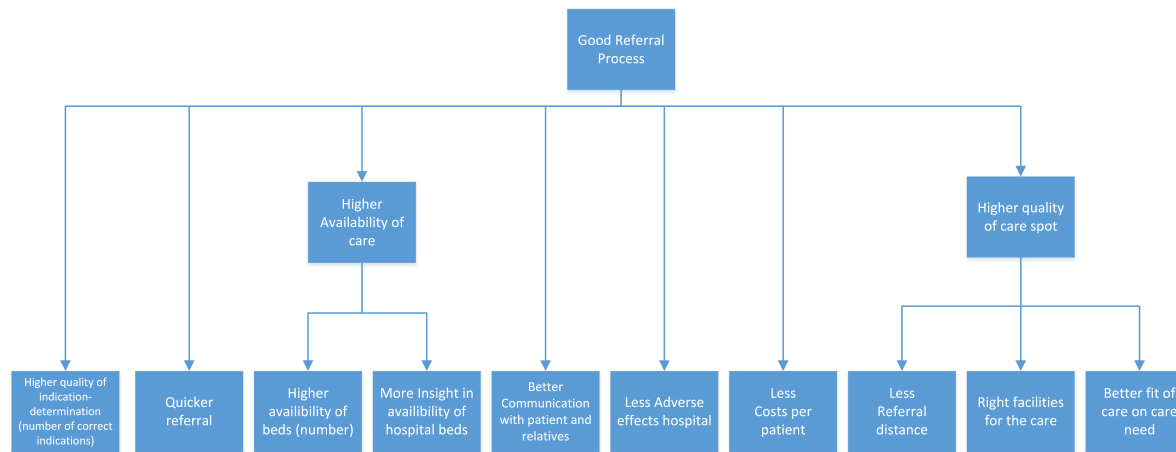 Good Referral
Process
Higher
Availability of
care
Higher quality
of care spot
Higher quality of
indication-
determination
(number of correct
indications)
Quicker
referral
Higher
availibility of
beds (number)
More Insight in
availibility of
hospital beds
Better
Communication
with patient and
relatives
Less Adverse
effects hospital
Less
Costs per
patient
Less
Referral
distance
Right facilities
for the care
Better fit of
care on care
need